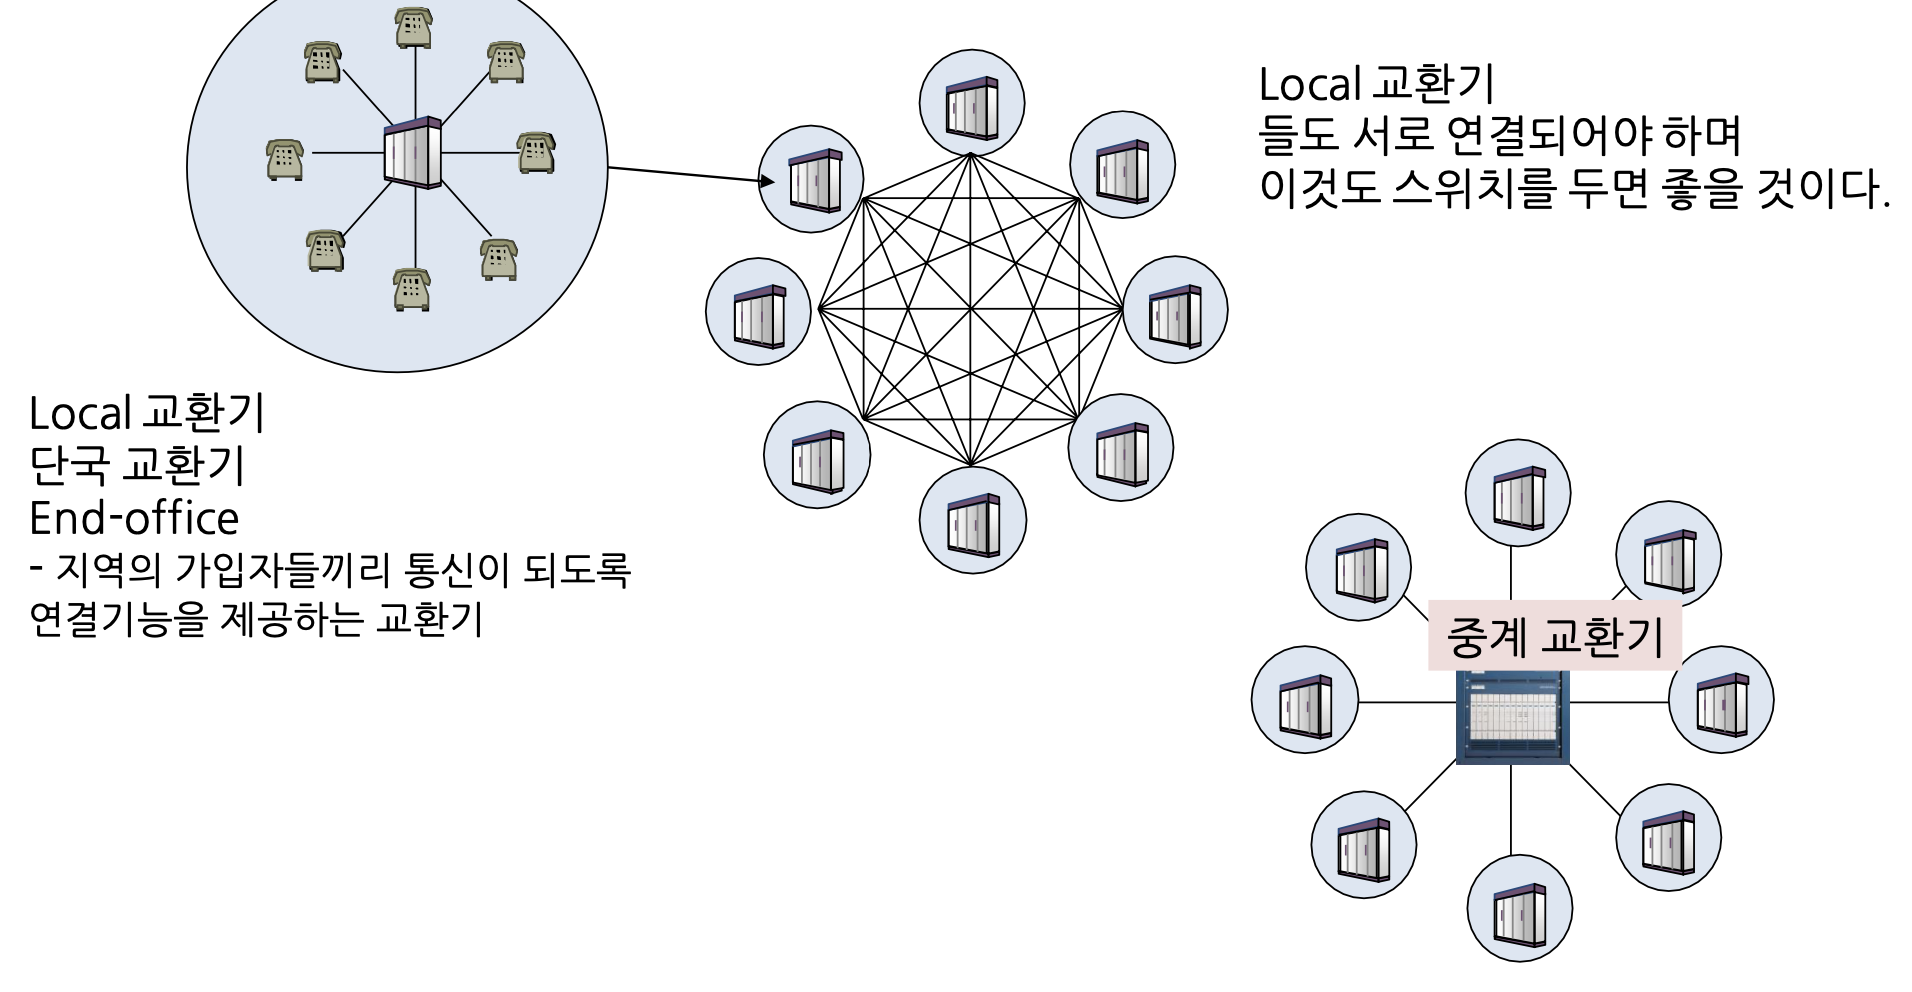 Local 교환기
들도 서로 연결되어야 하며
이것도 스위치를 두면 좋을 것이다.
Local 교환기
단국 교환기
End-office
- 지역의 가입자들끼리 통신이 되도록
연결기능을 제공하는 교환기
중계 교환기